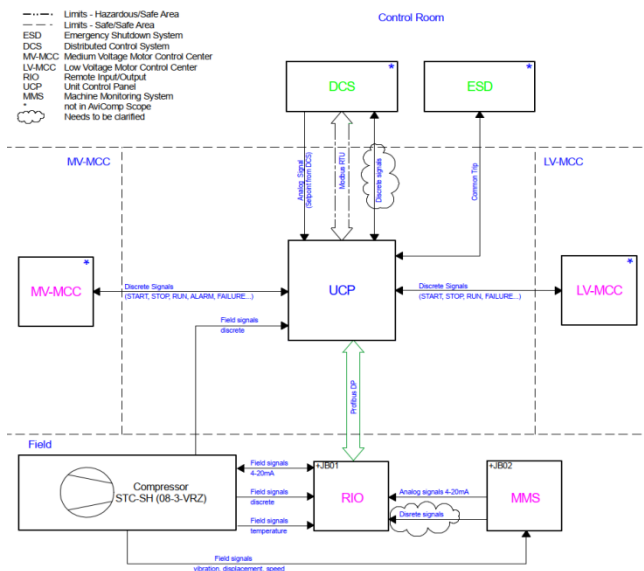 Limits - Hazardous/Safe Area
Limits - Safe/Safe Area
ESD Emergency Shutdown System
DCS Distributed Control System
MV-MCC Medium Voltage Motor Control Center
LV-MCC Low Voltage Motor Control Center
RIO Remote Input/Output
UCP Unit Control Panel
MMS Machine Monitoring System
* not in AviComp Scope
Needs to be clarified
Control Room
DCS *
ESD *
MV-MCC
LV-MCC
Analog Signal
(Setpoint from DCS)
Modbus RTU
Discrete signals
Common Trip
MV-MCC *
Discrete Signals
(START, STOP, RUN, ALARM, FAILURE...)
UCP
Discrete Signals
(START, STOP, RUN, FAILURE...)
LV-MCC *
Field signals
discrete
Profibus DP
Field
Compressor
STC-SH (08-3-VRZ)
Field signals
4-20mA
Field signals
discrete
Field signals
temperature
+JB01
RIO
Analog signals 4-20mA
Disrete signals
+JB02
MMS
Field signals
vibration, displacement, speed